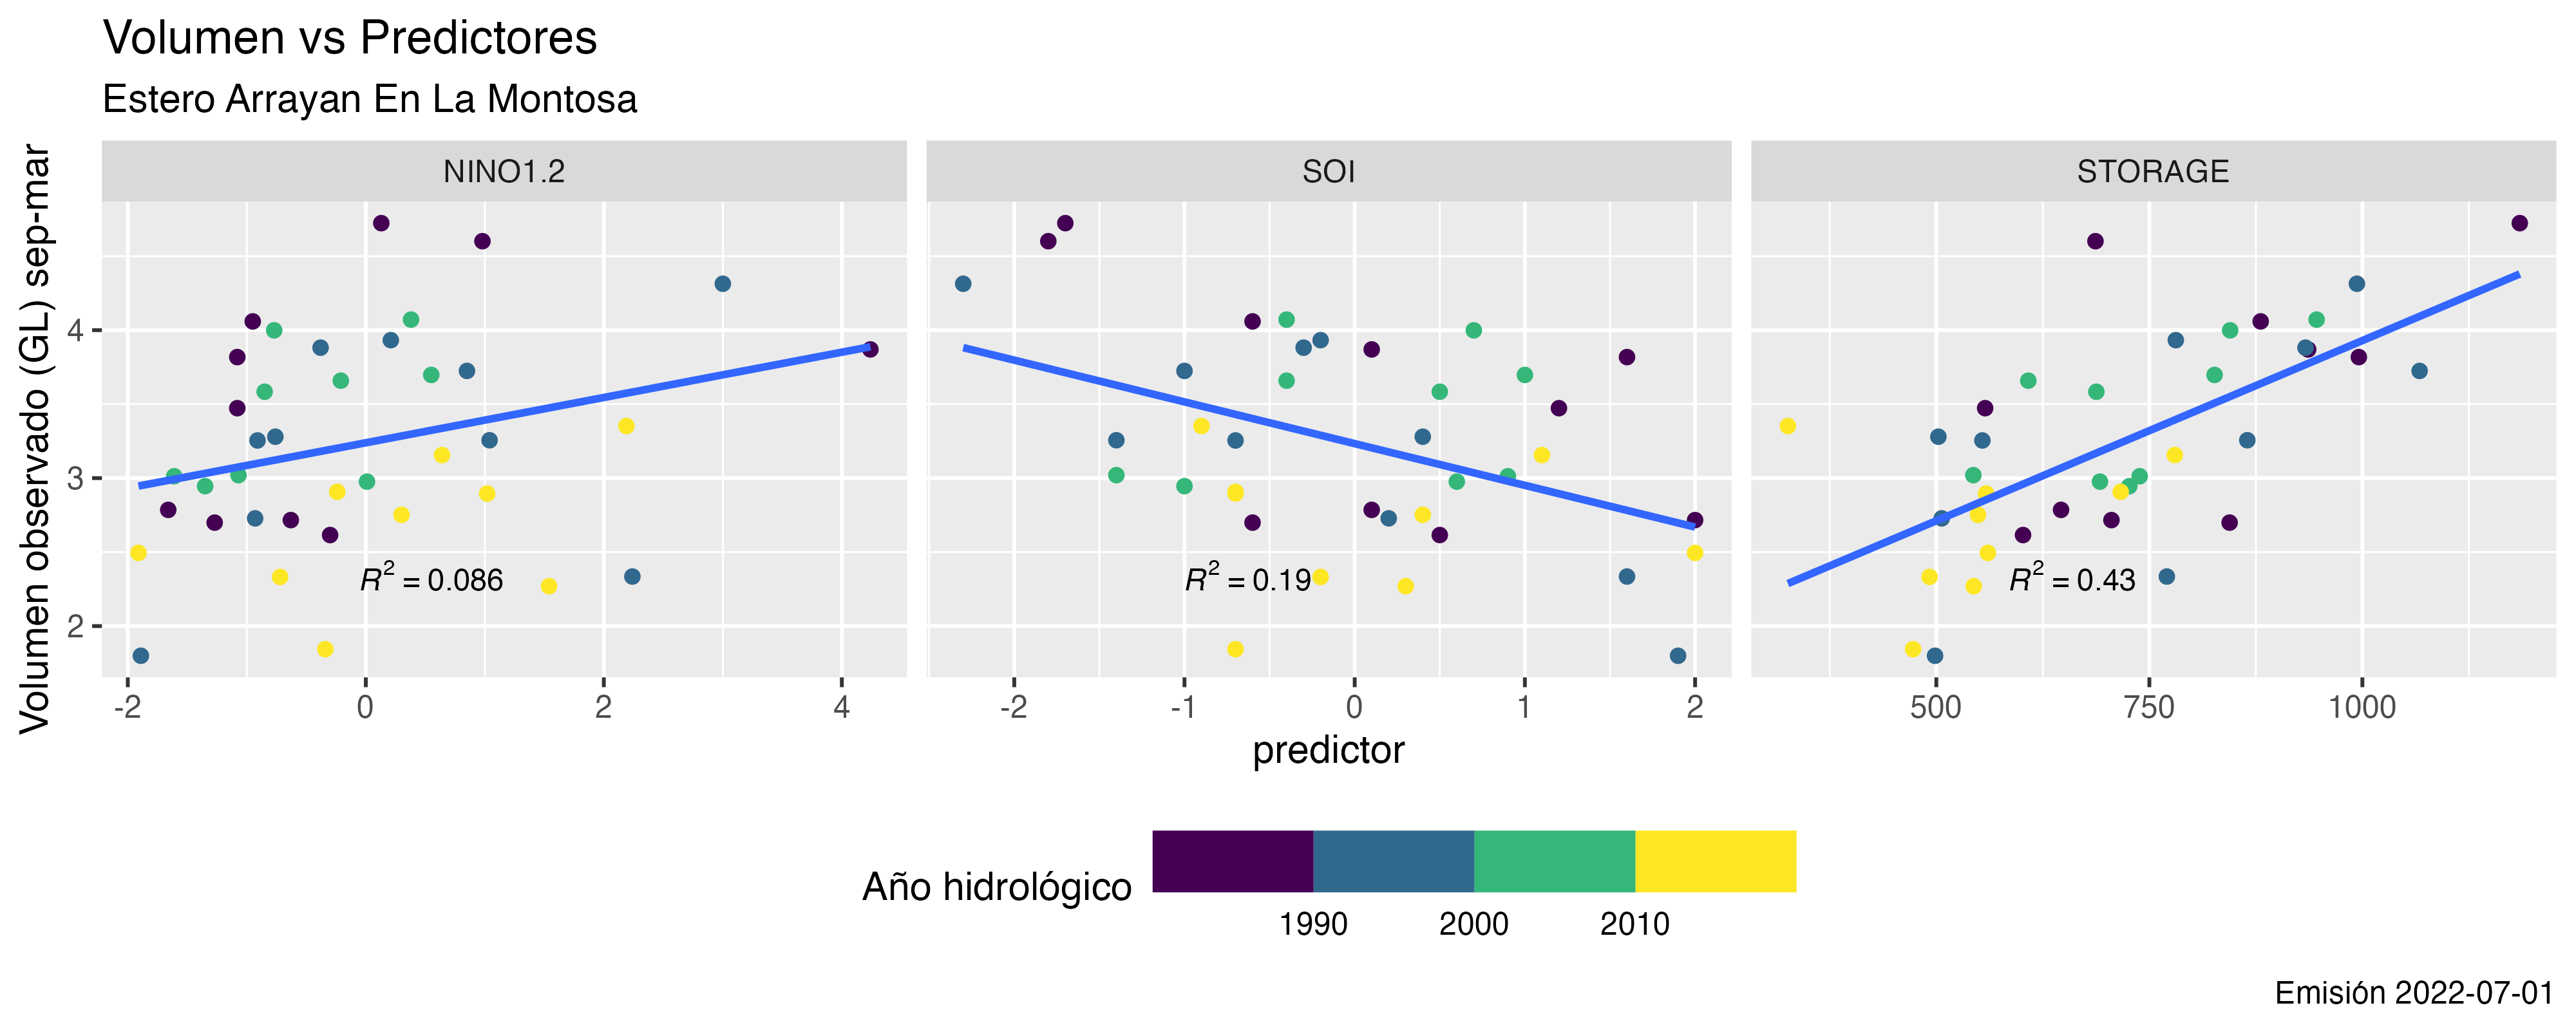 Volumen vs Predictores
Estero Arrayan En La Montosa
NINO1.2
SOI
STORAGE
Volumen observado (GL) sep-mar
4
3
2
R² = 0.086
R² = 0.19
R² = 0.43
-2 0 2 4
-2 -1 0 1 2
500 750 1000
predictor
Año hidrológico
1990 2000 2010
Emisión 2022-07-01